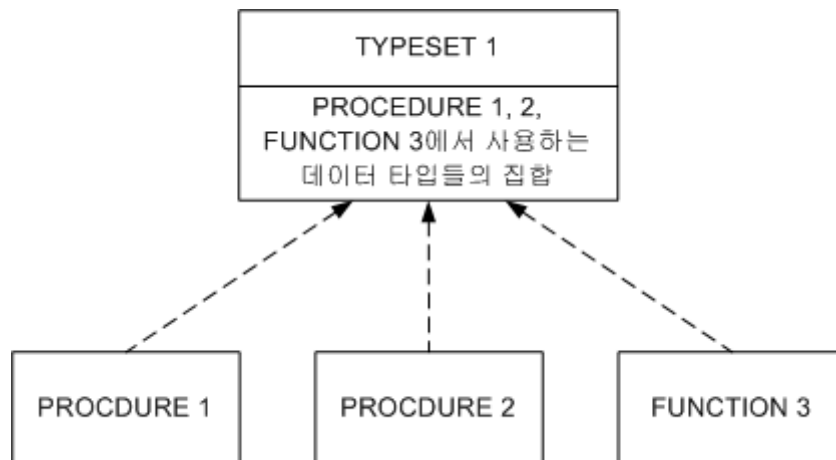 TYPESET 1
PROCEDURE 1, 2,
FUNCTION 3에서 사용하는
데이터 타입들의 집합
PROCDURE 1
PROCDURE 2
FUNCTION 3